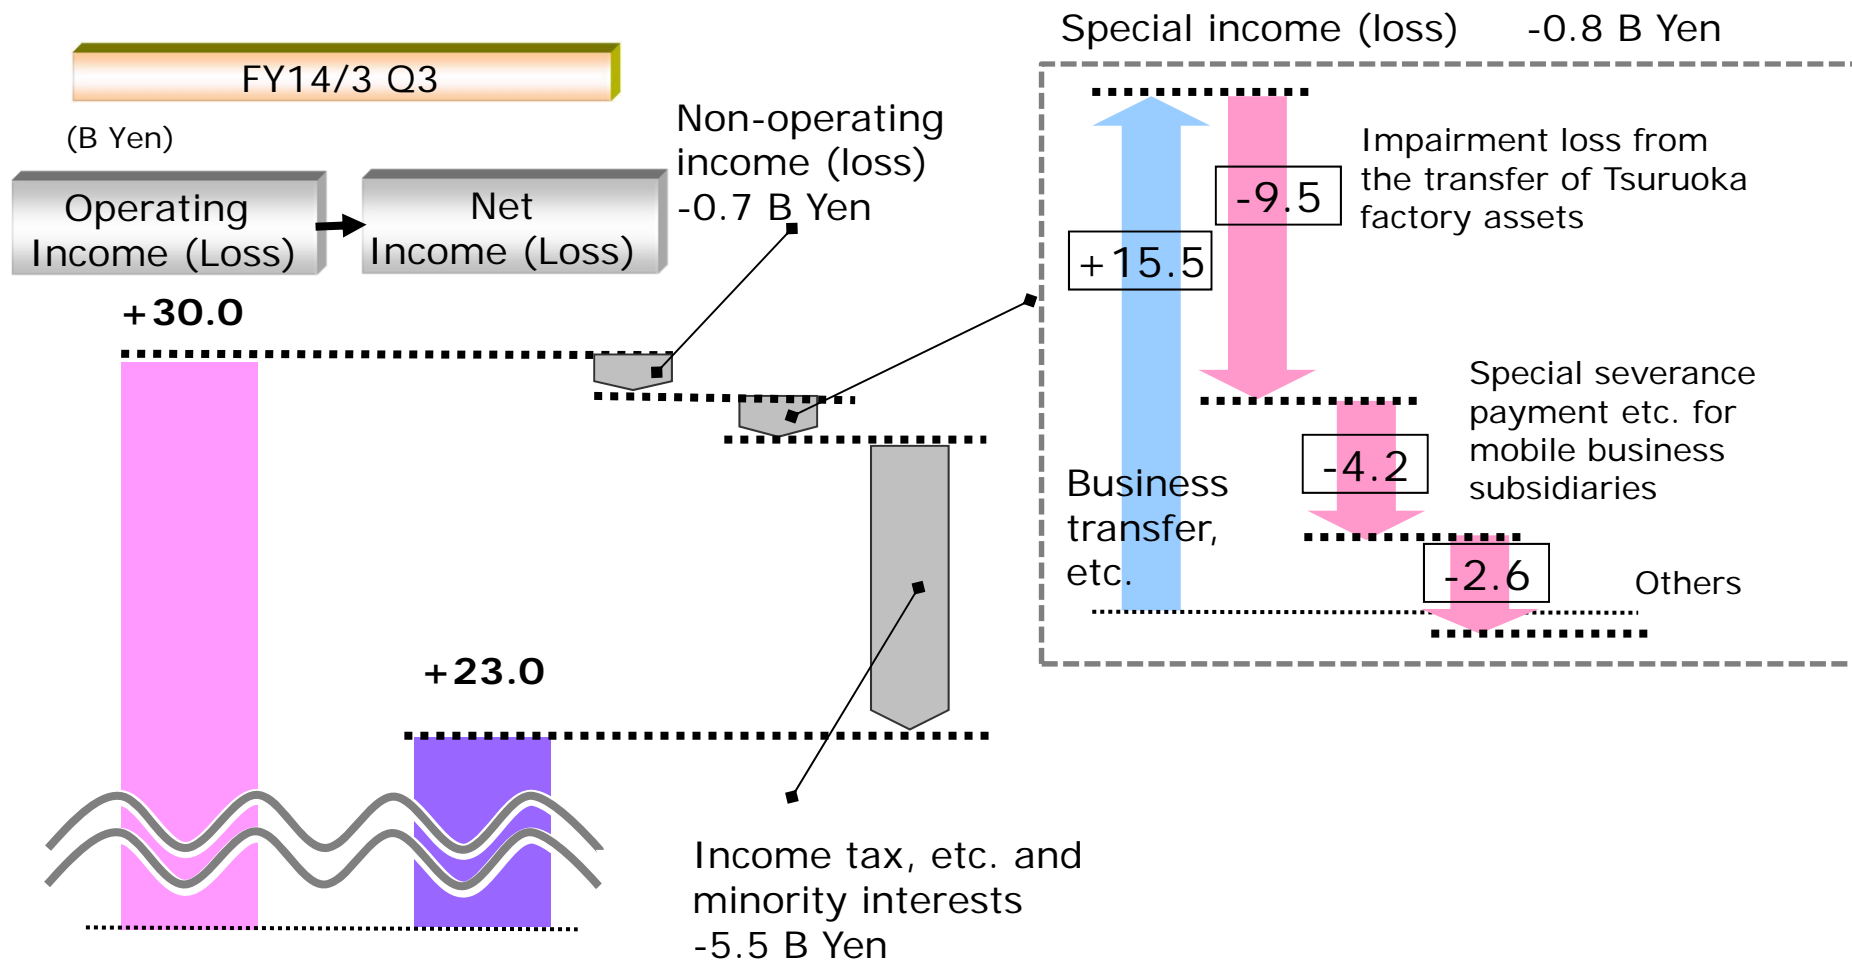 FY14/3 Q3
(B Yen)
Operating
Income (Loss)
Net
Income (Loss)
Non-operating
income (loss)
-0.7 B Yen
+30.0
+23.0
Income tax, etc. and
minority interests
-5.5 B Yen
Special income (loss) -0.8 B Yen
+15.5
Business
transfer,
etc.
-9.5
Impairment loss from
the transfer of Tsuruoka
factory assets
-4.2
Special severance
payment etc. for
mobile business
subsidiaries
-2.6
Others